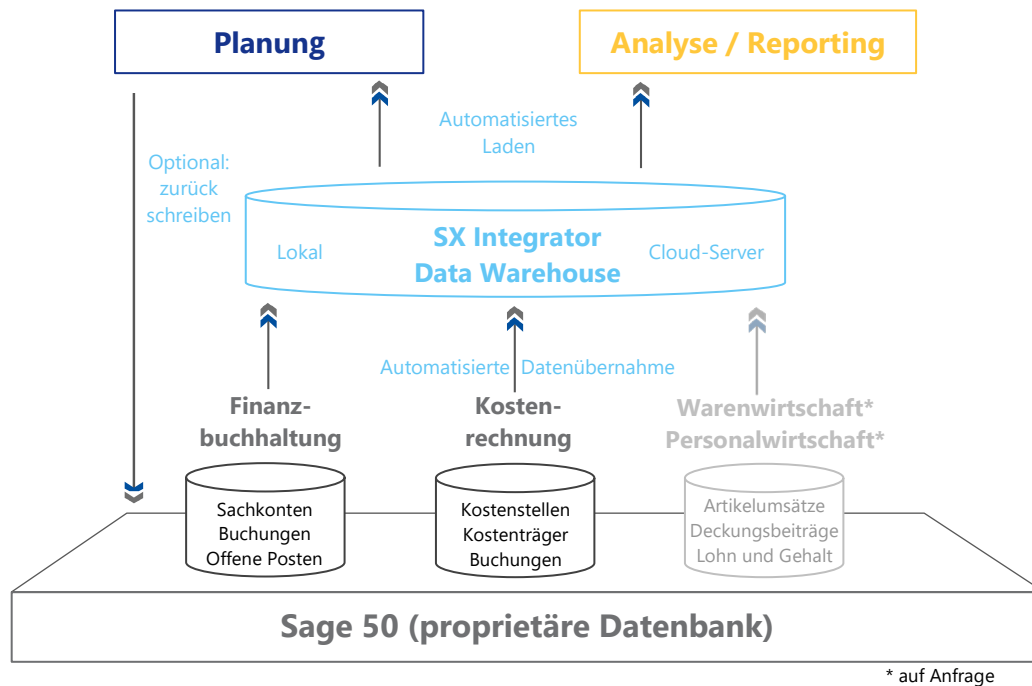 Planung
Analyse / Reporting
Automatisiertes
Laden
Optional:
zurück
schreiben
Lokal
SX Integrator
Data Warehouse
Cloud-Server
Automatisierte Datenübernahme
Finanz-
buchhaltung
Kosten-
rechnung
Warenwirtschaft*
Personalwirtschaft*
Sachkonten
Buchungen
Offene Posten
Kostenstellen
Kostenträger
Buchungen
Artikelumsätze
Deckungsbeiträge
Lohn und Gehalt
Sage 50 (proprietäre Datenbank)
* auf Anfrage